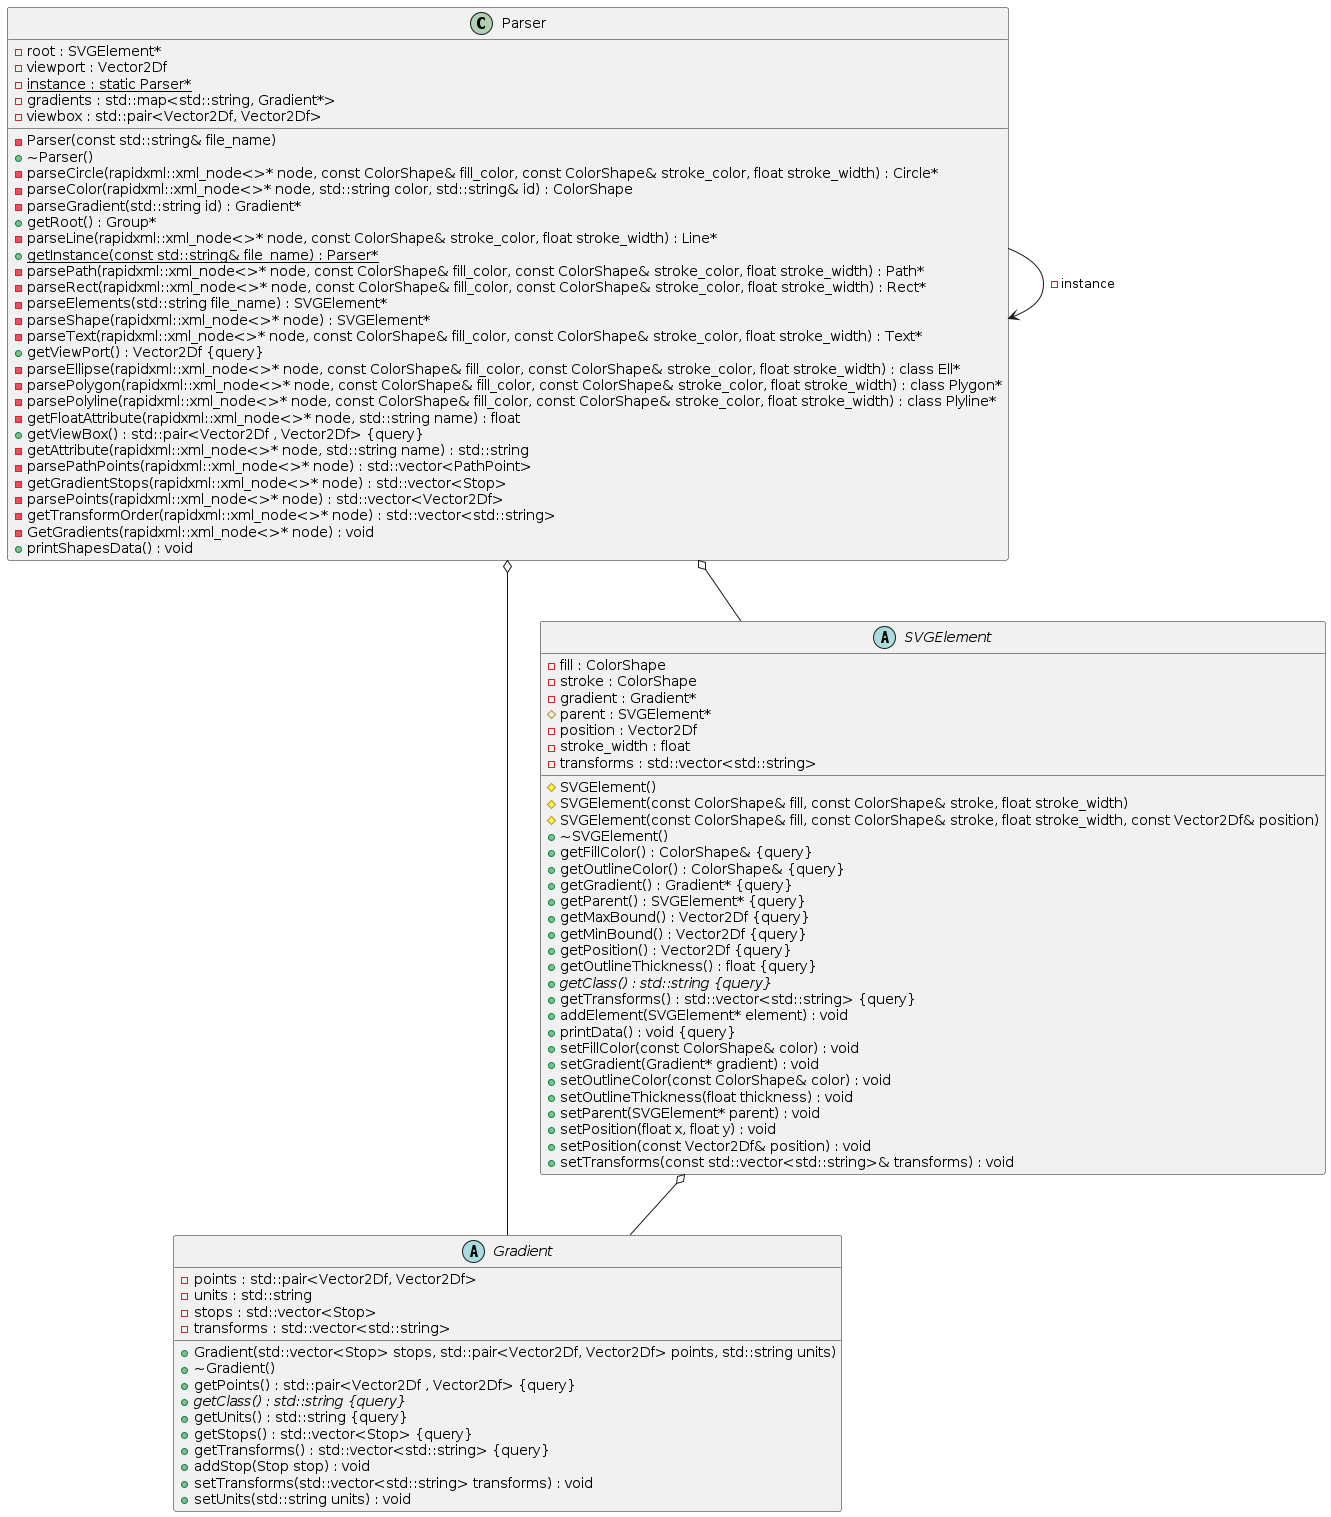 C Parser
root : SVGElement*
viewport : Vector2Df
instance : static Parser*
gradients : std::map<std::string, Gradient*>
viewbox : std::pair<Vector2Df, Vector2Df>
Parser(const std::string& file_name)
~Parser()
parseCircle(rapidxml::xml_node<>* node, const ColorShape& fill_color, const ColorShape& stroke_color, float stroke_width) : Circle*
parseColor(rapidxml::xml_node<>* node, std::string color, std::string& id) : ColorShape
parseGradient(std::string id) : Gradient*
getRoot() : Group*
parseLine(rapidxml::xml_node<>* node, const ColorShape& stroke_color, float stroke_width) : Line*
getInstance(const std::string& file_name) : Parser*
parsePath(rapidxml::xml_node<>* node, const ColorShape& fill_color, const ColorShape& stroke_color, float stroke_width) : Path*
parseRect(rapidxml::xml_node<>* node, const ColorShape& fill_color, const ColorShape& stroke_color, float stroke_width) : Rect*
parseElements(std::string file_name) : SVGElement*
parseShape(rapidxml::xml_node<>* node) : SVGElement*
parseText(rapidxml::xml_node<>* node, const ColorShape& fill_color, const ColorShape& stroke_color, float stroke_width) : Text*
getViewPort() : Vector2Df {query}
parseEllipse(rapidxml::xml_node<>* node, const ColorShape& fill_color, const ColorShape& stroke_color, float stroke_width) : class Ell*
parsePolygon(rapidxml::xml_node<>* node, const ColorShape& fill_color, const ColorShape& stroke_color, float stroke_width) : class Plygon*
parsePolyline(rapidxml::xml_node<>* node, const ColorShape& fill_color, const ColorShape& stroke_color, float stroke_width) : class Plyline*
getFloatAttribute(rapidxml::xml_node<>* node, std::string name) : float
getViewBox() : std::pair<Vector2Df , Vector2Df> {query}
getAttribute(rapidxml::xml_node<>* node, std::string name) : std::string
parsePathPoints(rapidxml::xml_node<>* node) : std::vector<PathPoint>
getGradientStops(rapidxml::xml_node<>* node) : std::vector<Stop>
parsePoints(rapidxml::xml_node<>* node) : std::vector<Vector2Df>
getTransformOrder(rapidxml::xml_node<>* node) : std::vector<std::string>
GetGradients(rapidxml::xml_node<>* node) : void
printShapesData() : void
instance
A SVGElement
fill : ColorShape
stroke : ColorShape
gradient : Gradient*
parent : SVGElement*
position : Vector2Df
stroke_width : float
transforms : std::vector<std::string>
SVGElement()
SVGElement(const ColorShape& fill, const ColorShape& stroke, float stroke_width)
SVGElement(const ColorShape& fill, const ColorShape& stroke, float stroke_width, const Vector2Df& position)
~SVGElement()
getFillColor() : ColorShape& {query}
getOutlineColor() : ColorShape& {query}
getGradient() : Gradient* {query}
getParent() : SVGElement* {query}
getMaxBound() : Vector2Df {query}
getMinBound() : Vector2Df {query}
getPosition() : Vector2Df {query}
getOutlineThickness() : float {query}
getClass() : std::string {query}
getTransforms() : std::vector<std::string> {query}
addElement(SVGElement* element) : void
printData() : void {query}
setFillColor(const ColorShape& color) : void
setGradient(Gradient* gradient) : void
setOutlineColor(const ColorShape& color) : void
setOutlineThickness(float thickness) : void
setParent(SVGElement* parent) : void
setPosition(float x, float y) : void
setPosition(const Vector2Df& position) : void
setTransforms(const std::vector<std::string>& transforms) : void
A Gradient
points : std::pair<Vector2Df, Vector2Df>
units : std::string
stops : std::vector<Stop>
transforms : std::vector<std::string>
Gradient(std::vector<Stop> stops, std::pair<Vector2Df, Vector2Df> points, std::string units)
~Gradient()
getPoints() : std::pair<Vector2Df , Vector2Df> {query}
getClass() : std::string {query}
getUnits() : std::string {query}
getStops() : std::vector<Stop> {query}
getTransforms() : std::vector<std::string> {query}
addStop(Stop stop) : void
setTransforms(std::vector<std::string> transforms) : void
setUnits(std::string units) : void